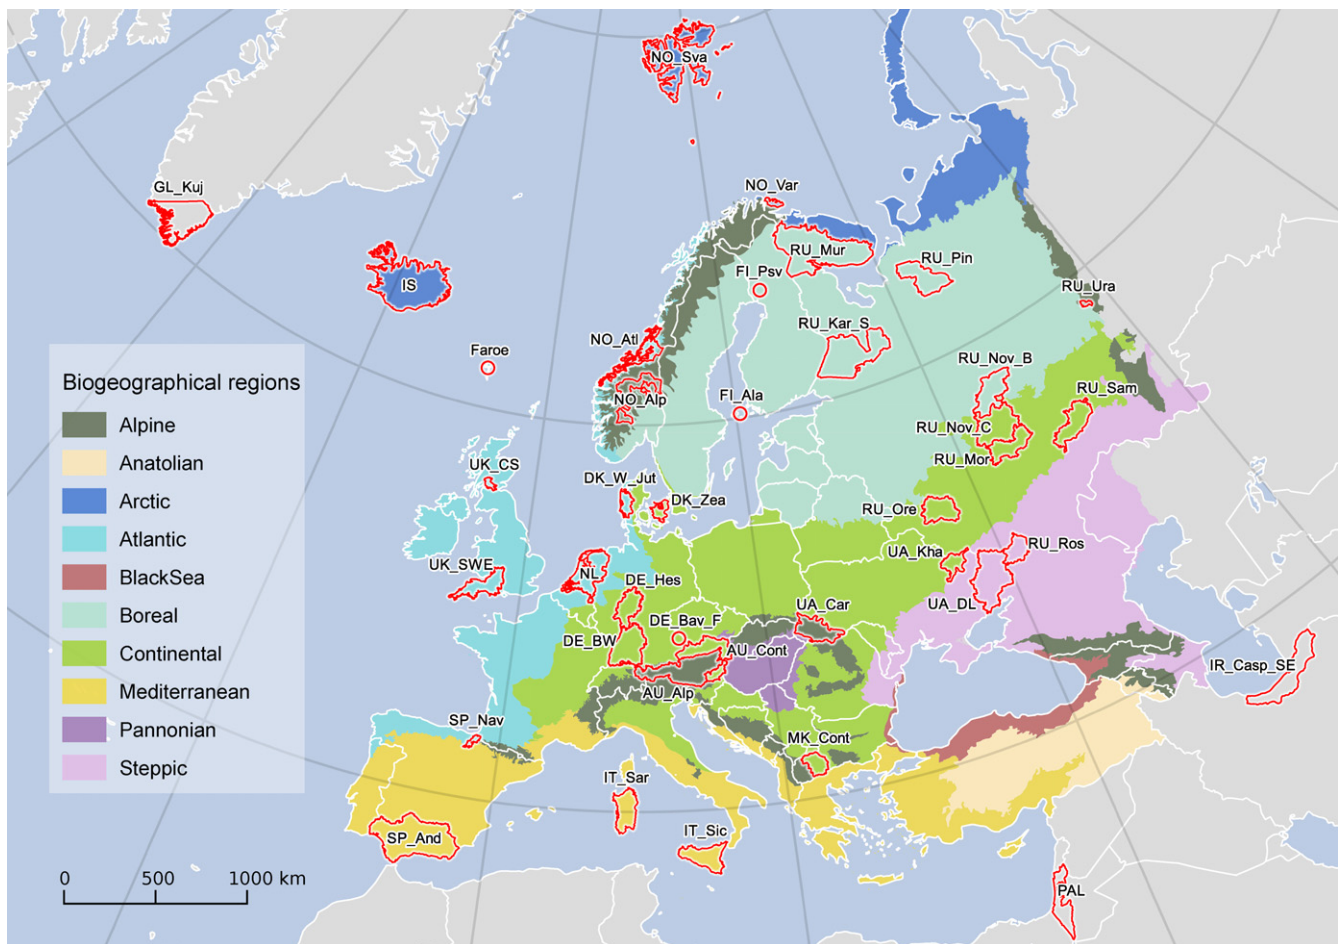 NO_Sva
GL_Kuj
NO_Var
IS
RU_Mur
RU_Pin
FI_Psv
RU_Ura
NO_Atl
RU_Kar_S
Faroe
RU_Nov_B
NO_Alp
FI_Ala
RU_Sam
RU_Nov_C
RU_Mor
UK_CS
DK_W_Jut
DK_Zea
RU_Ore
UA_Kha
RU_Ros
UK_SWE
NL
DE_Hes
UA_DL
UA_Car
DE_Bav_F
DE_BW
AU_Cont
IR_Casp_SE
AU_Alp
SP_Nav
MK_Cont
IT_Sar
SP_And
IT_Sic
PAL
Biogeographical regions
Alpine
Anatolian
Arctic
Atlantic
BlackSea
Boreal
Continental
Mediterranean
Pannonian
Steppic
0 500 1000 km